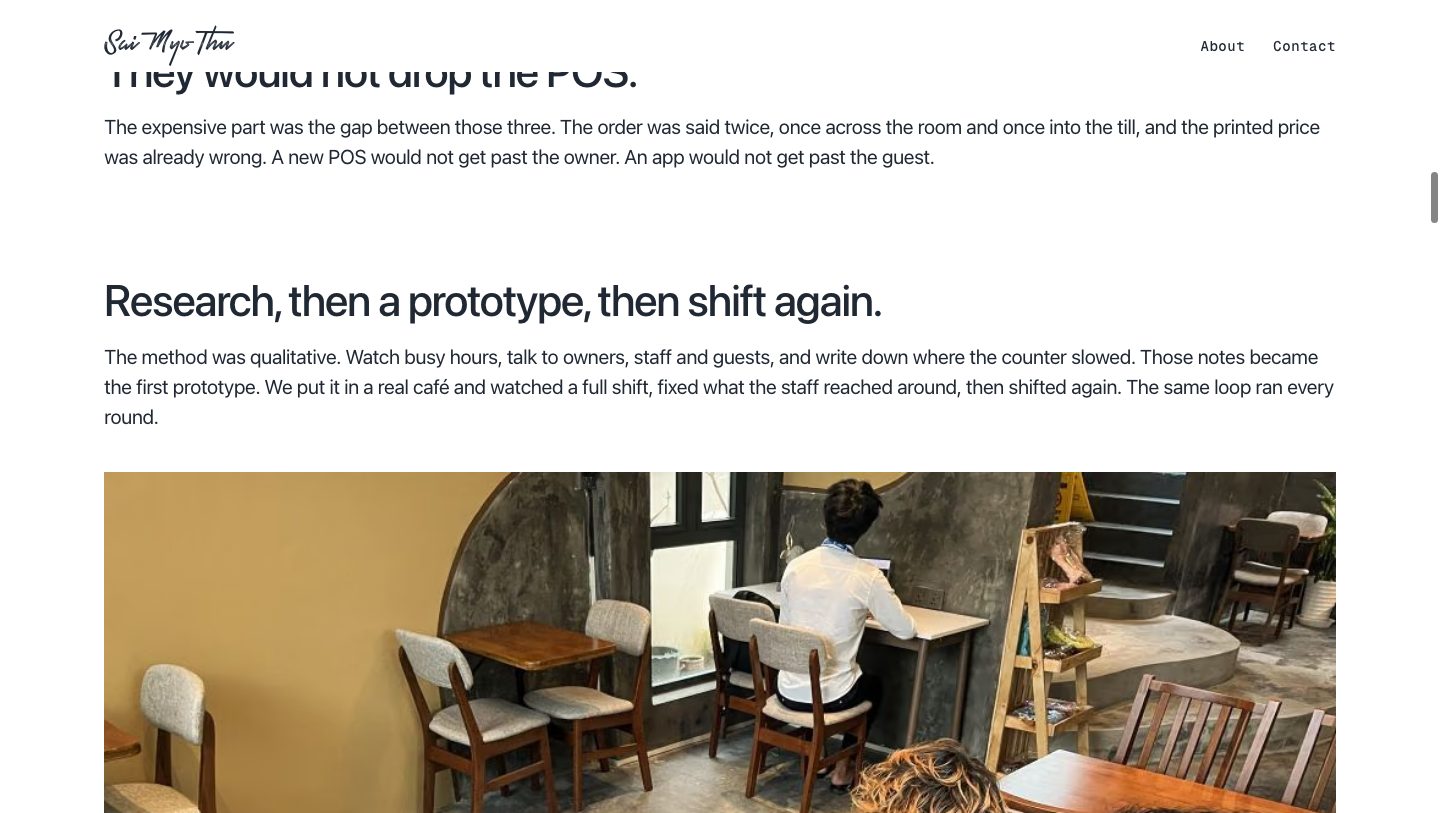 Sai Myo Thu
About Contact
They would not drop the POS.
The expensive part was the gap between those three. The order was said twice, once across the room and once into the till, and the printed price
was already wrong. A new POS would not get past the owner. An app would not get past the guest.
Research, then a prototype, then shift again.
The method was qualitative. Watch busy hours, talk to owners, staff and guests, and write down where the counter slowed. Those notes became
the first prototype. We put it in a real café and watched a full shift, fixed what the staff reached around, then shifted again. The same loop ran every
round.